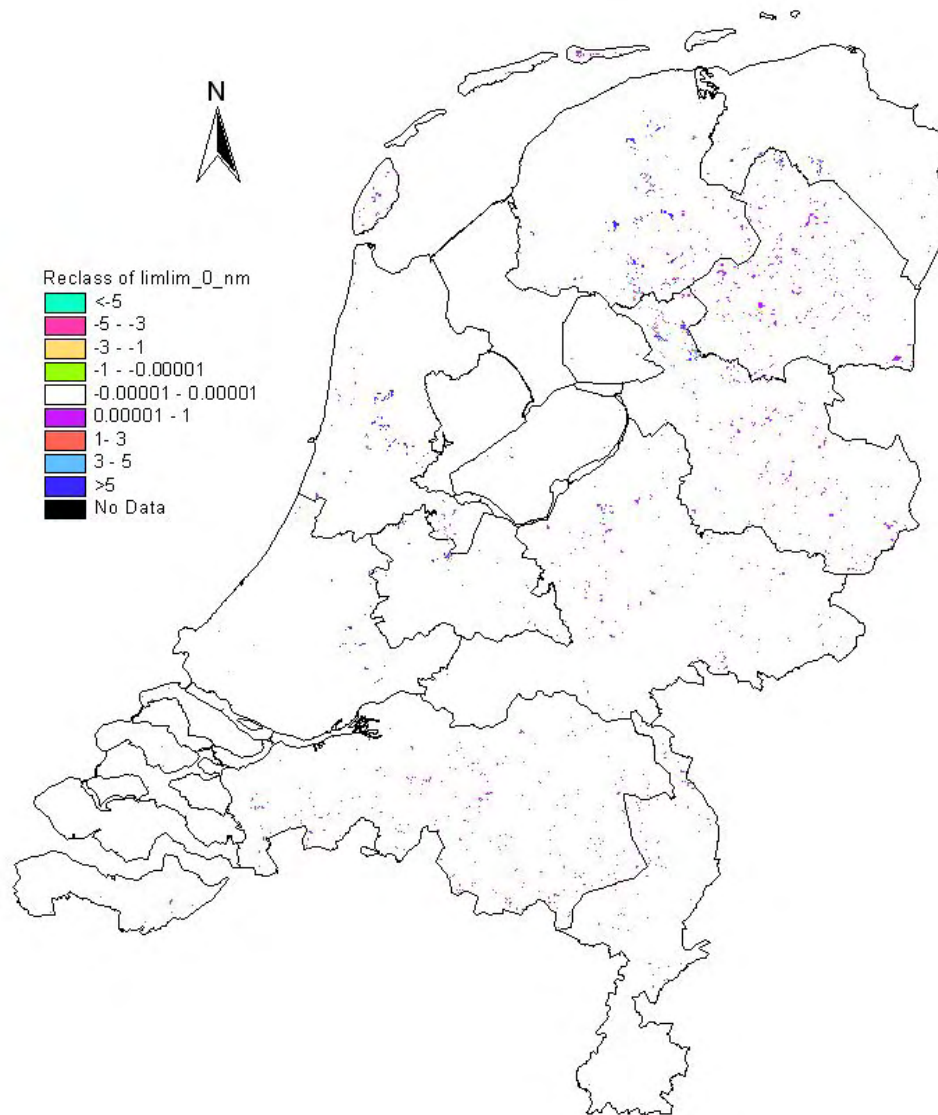 N
Reclass of limlim_0_nm
<-5
-5 - -3
-3 - -1
-1 - -0.00001
-0.00001 - 0.00001
0.00001 - 1
1- 3
3 - 5
>5
No Data